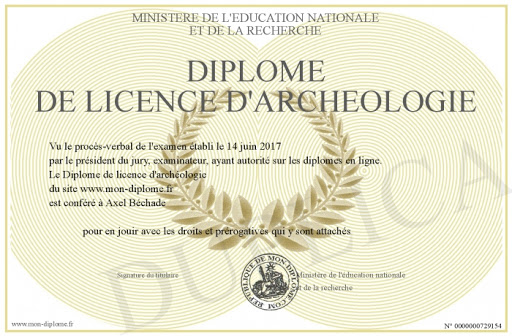 MINISTERE DE L'EDUCATION NATIONALE
ET DE LA RECHERCHE
DIPLOME
DE LICENCE D'ARCHEOLOGIE
Vu le procès-verbal de l'examen établi le 14 juin 2017
par le président du jury, examinateur, ayant autorité sur les diplomes en ligne.
Le Diplome de licence d'archéologie
du site www.mon-diplome.fr
est conféré à Axel Béchade
pour en jouir avec les droits et prérogatives qui y sont attachés
Signature du titulaire
Ministère de l'éducation nationale
et de la recherche
REPUBLIQUE DE MON-DIPLOME.COM
www.mon-diplome.fr
N° 0000000729154